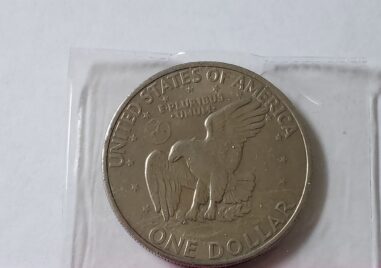 UNITED STATES OF AMERICA
E PLURIBUS
UNUM
ONE DOLLAR